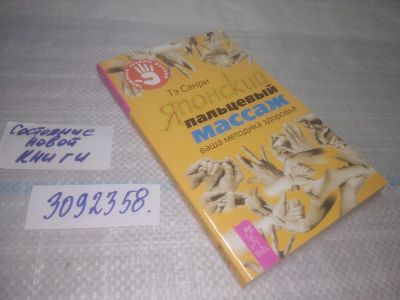 Тэ Санри
Японский
пальцевый
массаж
ваша методика здоровья
Состояние
новой
книги
3092358.